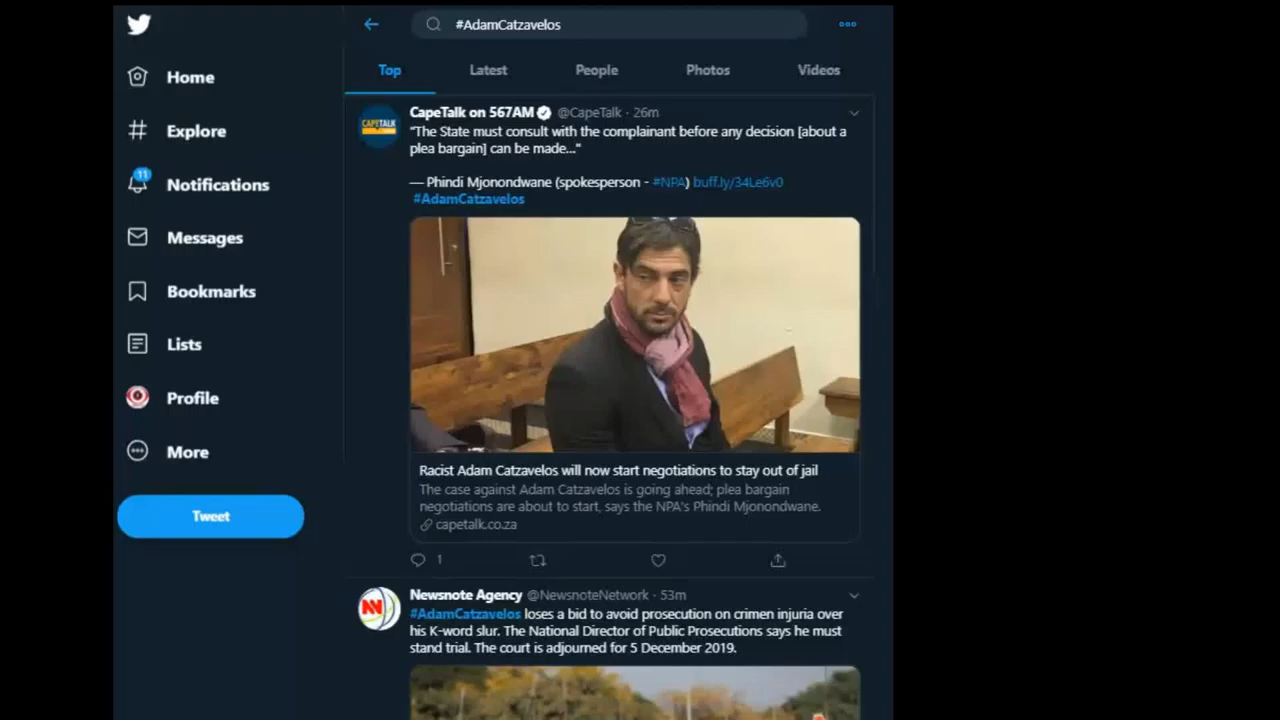 #AdamCatzavelos
Home
Explore
11
Notifications
Messages
Bookmarks
Lists
Profile
More
Tweet
Top Latest People Photos Videos
CapeTalk on 567AM @CapeTalk · 26m
"The State must consult with the complainant before any decision [about a
plea bargain] can be made..."
— Phindi Mjonondwane (spokesperson - #NPA) buff.ly/34Le6v0
#AdamCatzavelos
CAPETALK
Racist Adam Catzavelos will now start negotiations to stay out of jail
The case against Adam Catzavelos is going ahead; plea bargain
negotiations are about to start, says the NPA's Phindi Mjonondwane.
capetalk.co.za
1
Newsnote Agency @NewsnoteNetwork · 53m
NN
#AdamCatzavelos loses a bid to avoid prosecution on crimen injuria over
his K-word slur. The National Director of Public Prosecutions says he must
stand trial. The court is adjourned for 5 December 2019.